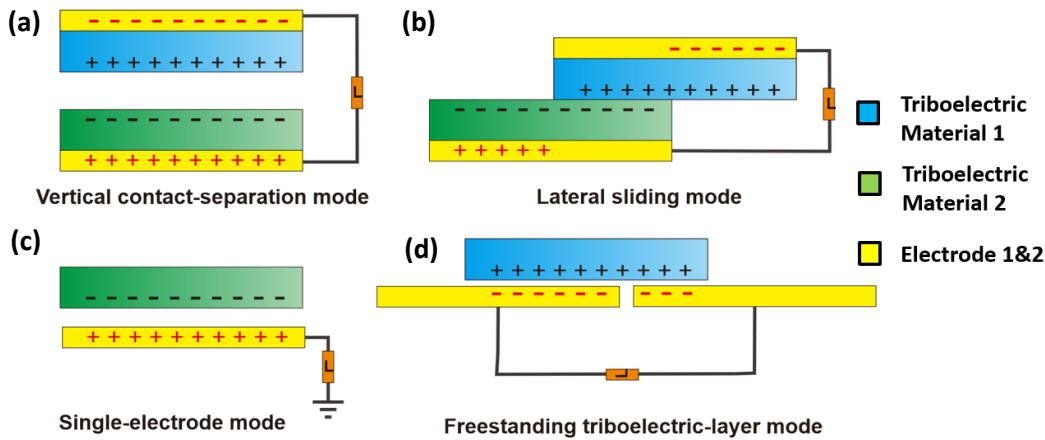 (a)
- - - - - - - - - -
+ + + + + + + + + +
- - - - - - - - - -
+ + + + + + + + + +
L
Vertical contact-separation mode
(b)
- - - - - -
+ + + + + + + + + +
- - - - - - - - - -
+ + + + +
L
Lateral sliding mode
Triboelectric
Material 1
Triboelectric
Material 2
Electrode 1&2
(c)
- - - - - - - - - -
+ + + + + + + + + +
L
Single-electrode mode
(d)
+ + + + + + + + + +
- - - - - - - - - -
L
Freestanding triboelectric-layer mode